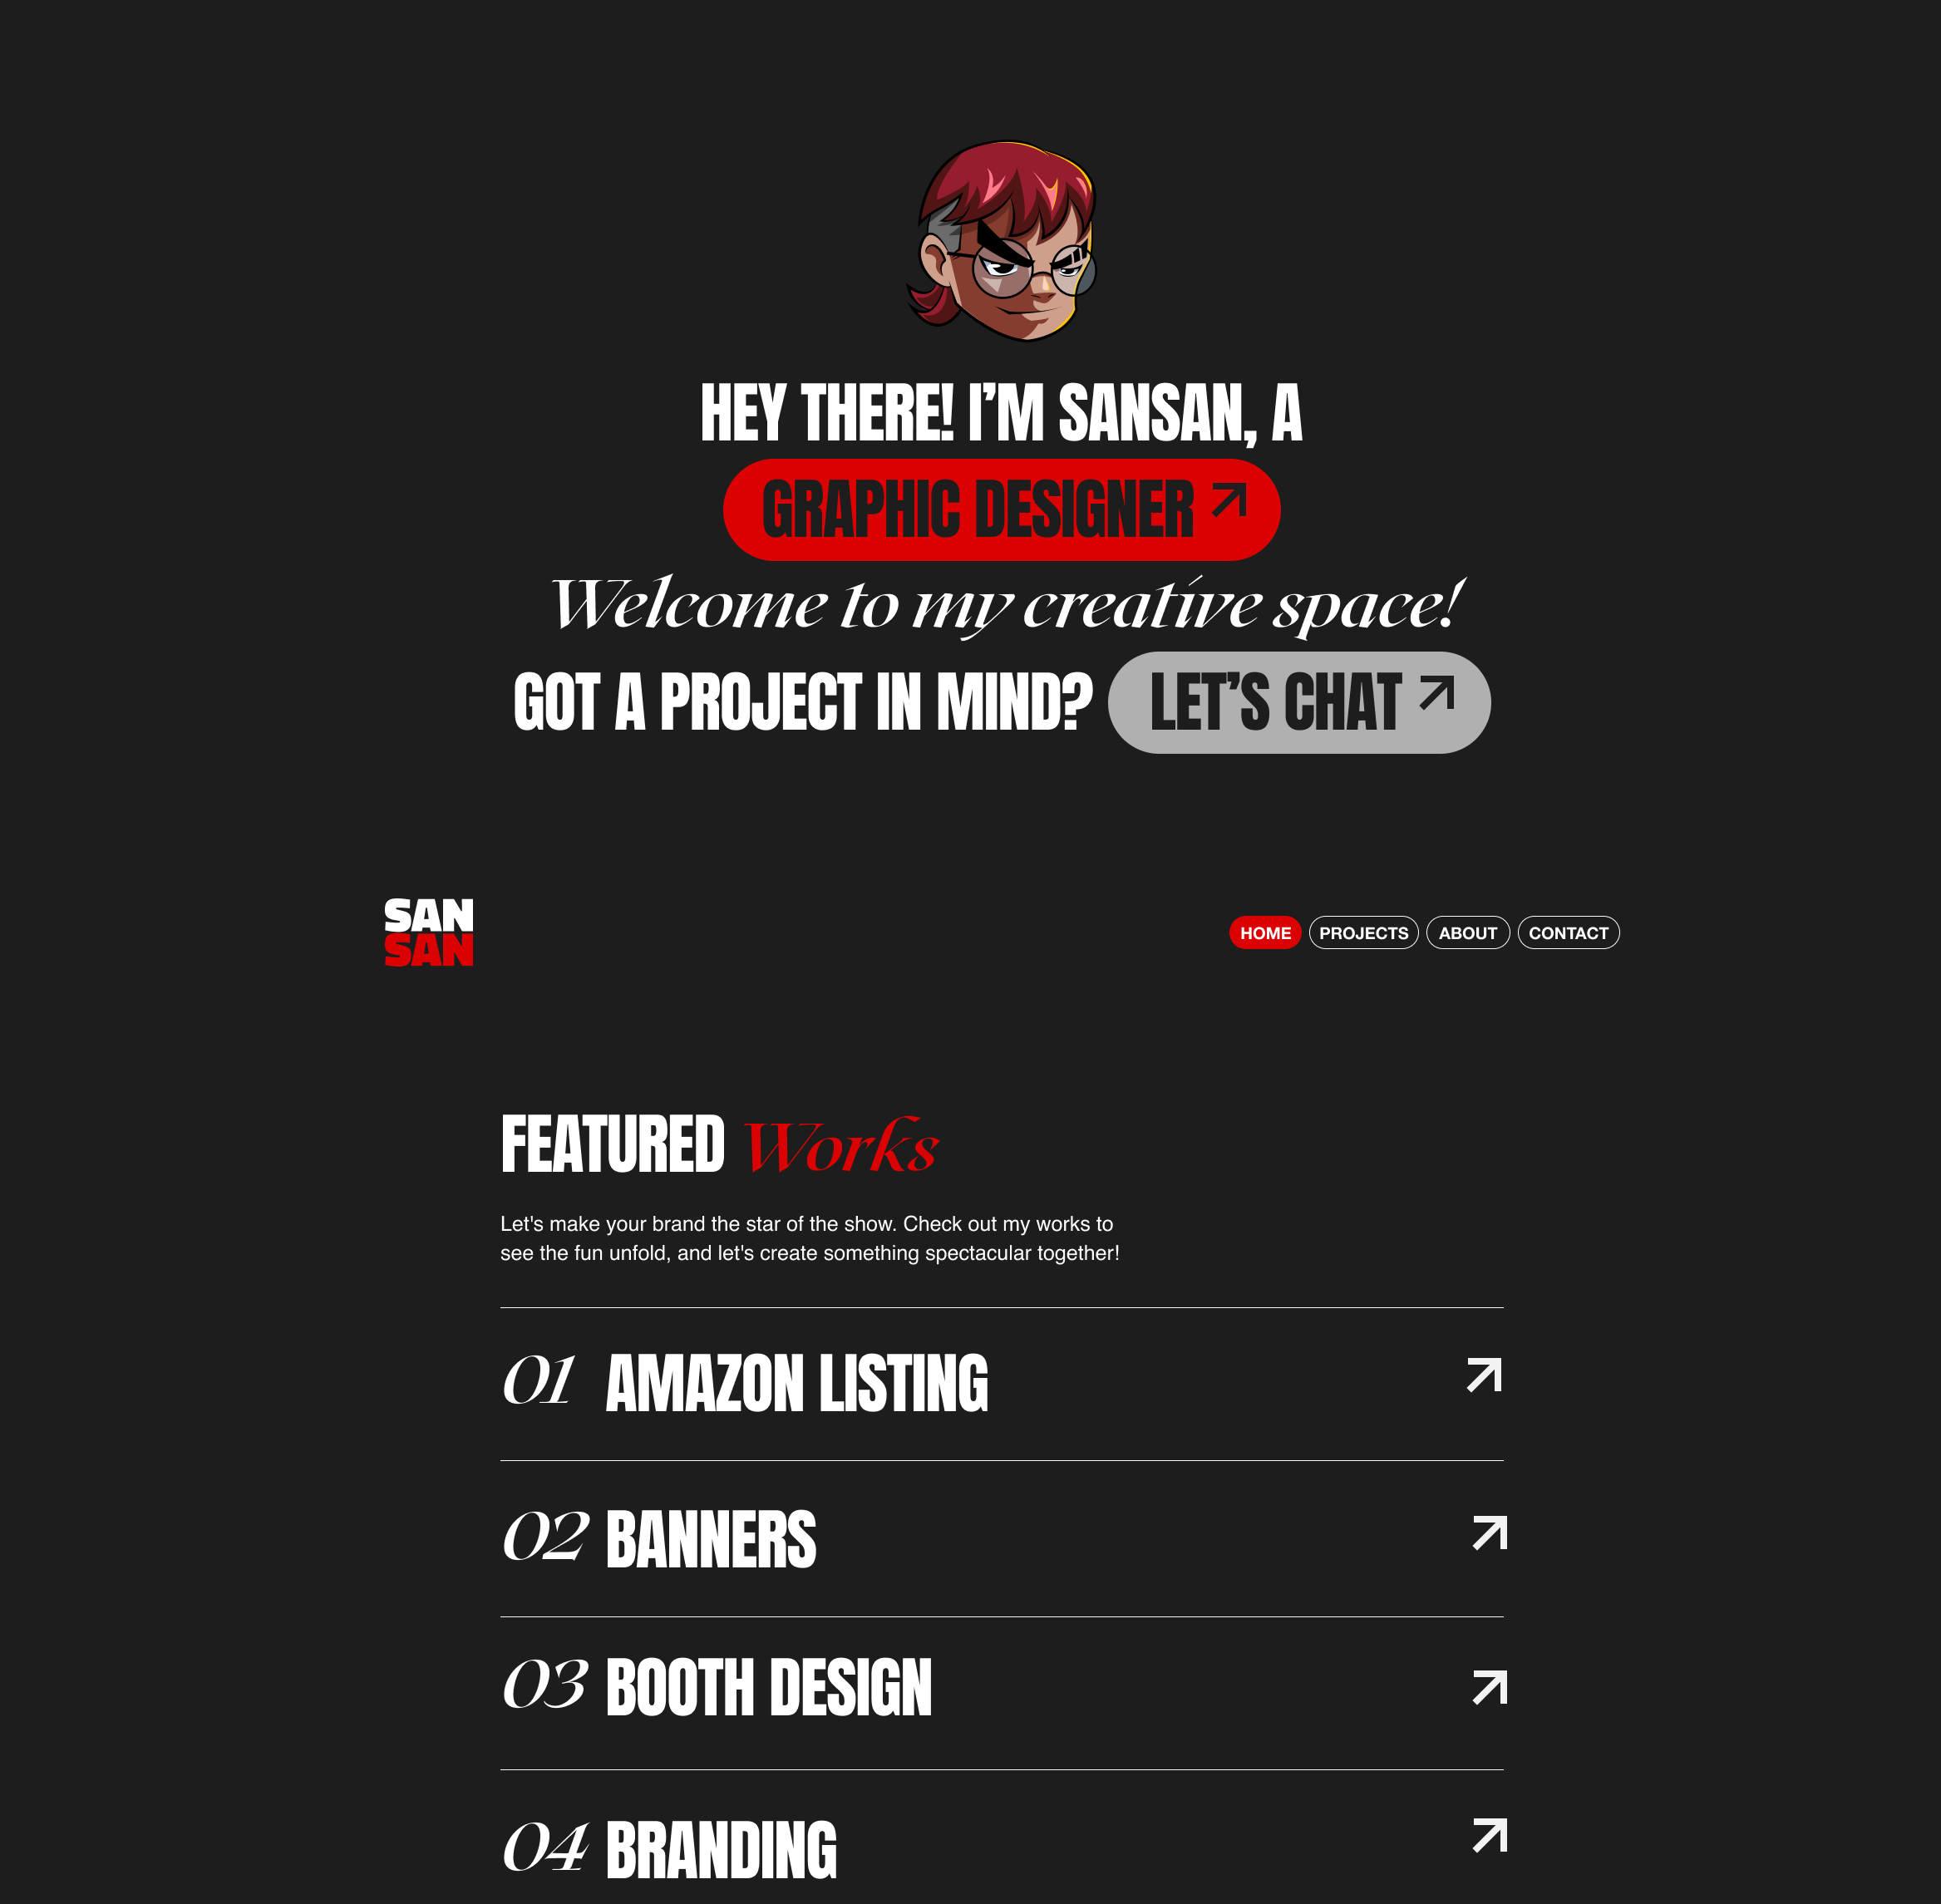 HEY THERE! I'M SANSAN, A
GRAPHIC DESIGNER
Welcome to my creative space!
GOT A PROJECT IN MIND? LET'S CHAT
SAN
SAN
HOME PROJECTS ABOUT CONTACT
FEATURED Works
Let's make your brand the star of the show. Check out my works to
see the fun unfold, and let's create something spectacular together!
01 AMAZON LISTING
02 BANNERS
03 BOOTH DESIGN
04 BRANDING